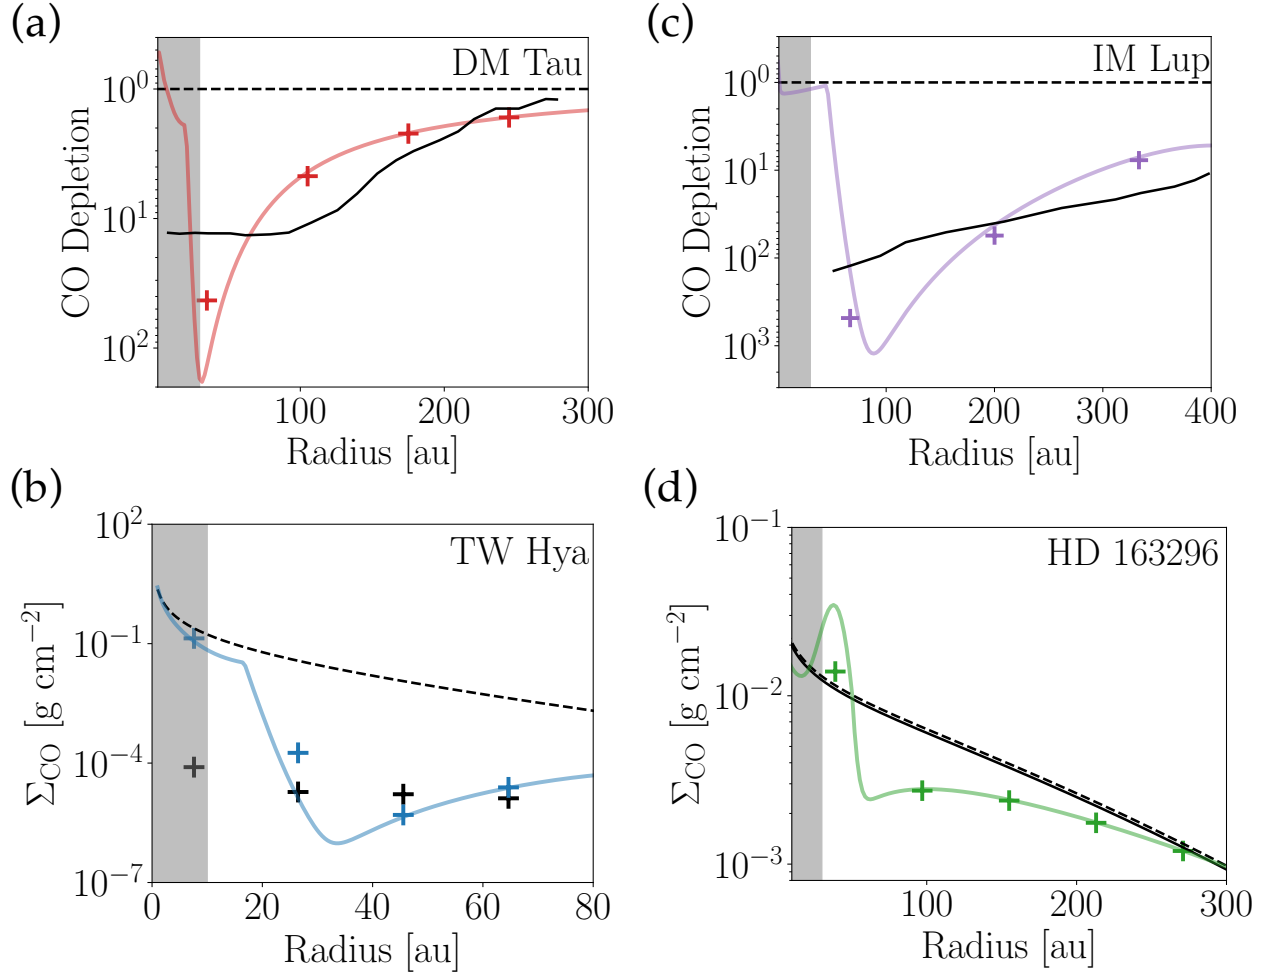 (a)
DM Tau
CO Depletion
10^0
10^1
10^2
100
200
300
Radius [au]
(c)
IM Lup
CO Depletion
10^0
10^1
10^2
10^3
100
200
300
400
Radius [au]
(b)
TW Hya
Σ_CO [g cm^−2]
10^2
10^−1
10^−4
10^−7
0
20
40
60
80
Radius [au]
(d)
HD 163296
Σ_CO [g cm^−2]
10^−1
10^−2
10^−3
100
200
300
Radius [au]